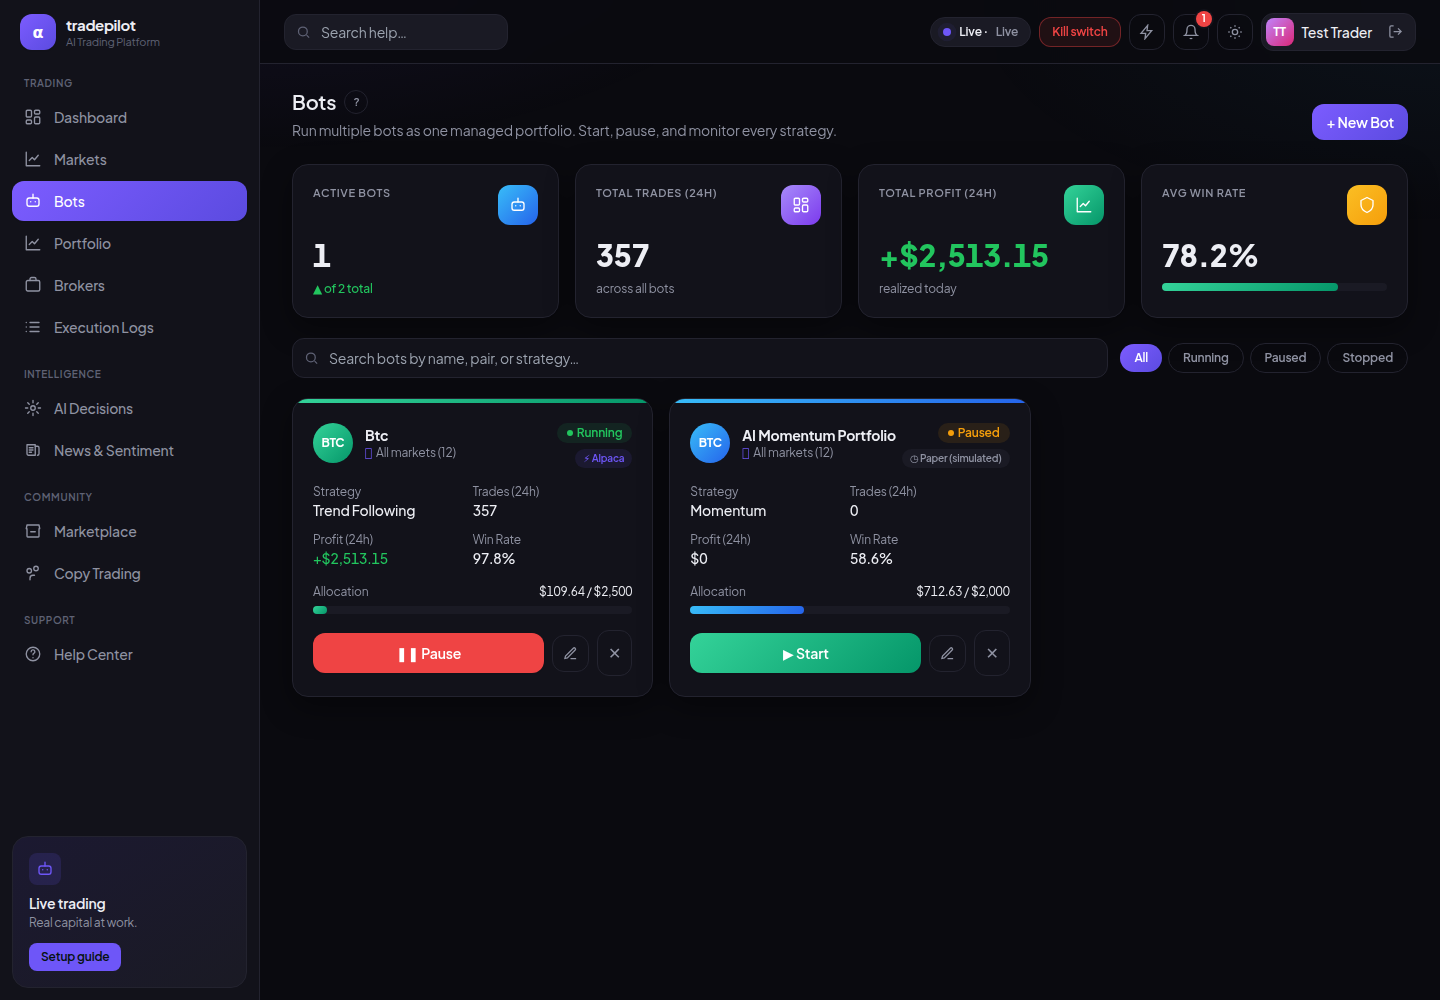 α
tradepilot
AI Trading Platform
TRADING
Dashboard
Markets
Bots
Portfolio
Brokers
Execution Logs
INTELLIGENCE
AI Decisions
News & Sentiment
COMMUNITY
Marketplace
Copy Trading
SUPPORT
Help Center
Live trading
Real capital at work.
Setup guide
Search help...
Live · Live
Kill switch
1
TT
Test Trader
Bots ?
Run multiple bots as one managed portfolio. Start, pause, and monitor every strategy.
+ New Bot
ACTIVE BOTS
1
▲ of 2 total
TOTAL TRADES (24H)
357
across all bots
TOTAL PROFIT (24H)
+$2,513.15
realized today
AVG WIN RATE
78.2%
Search bots by name, pair, or strategy...
All
Running
Paused
Stopped
BTC
Btc
All markets (12)
● Running
⚡ Alpaca
Strategy
Trend Following
Trades (24h)
357
Profit (24h)
+$2,513.15
Win Rate
97.8%
Allocation
$109.64 / $2,500
❚❚ Pause
✕
BTC
AI Momentum Portfolio
All markets (12)
● Paused
◷ Paper (simulated)
Strategy
Momentum
Trades (24h)
0
Profit (24h)
$0
Win Rate
58.6%
Allocation
$712.63 / $2,000
▶ Start
✕